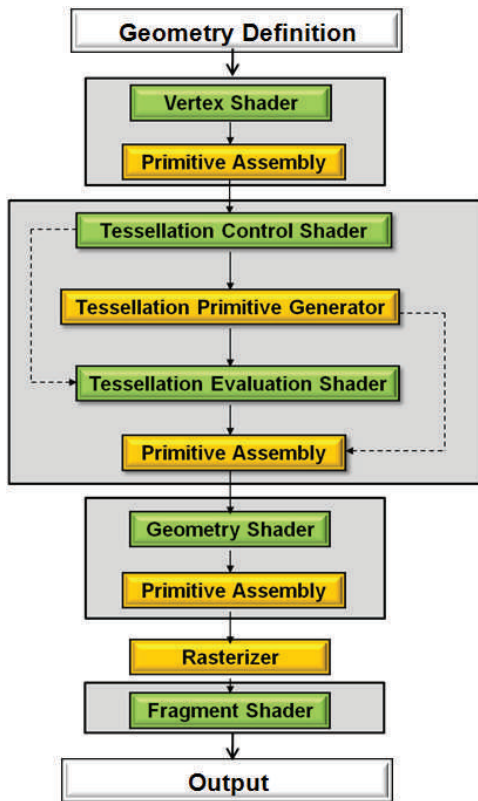 Geometry Definition
Vertex Shader
Primitive Assembly
Tessellation Control Shader
Tessellation Primitive Generator
Tessellation Evaluation Shader
Primitive Assembly
Geometry Shader
Primitive Assembly
Rasterizer
Fragment Shader
Output